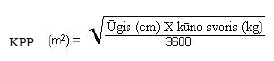 KPP (m²) = √ Ūgis (cm) X kūno svoris (kg)
3600